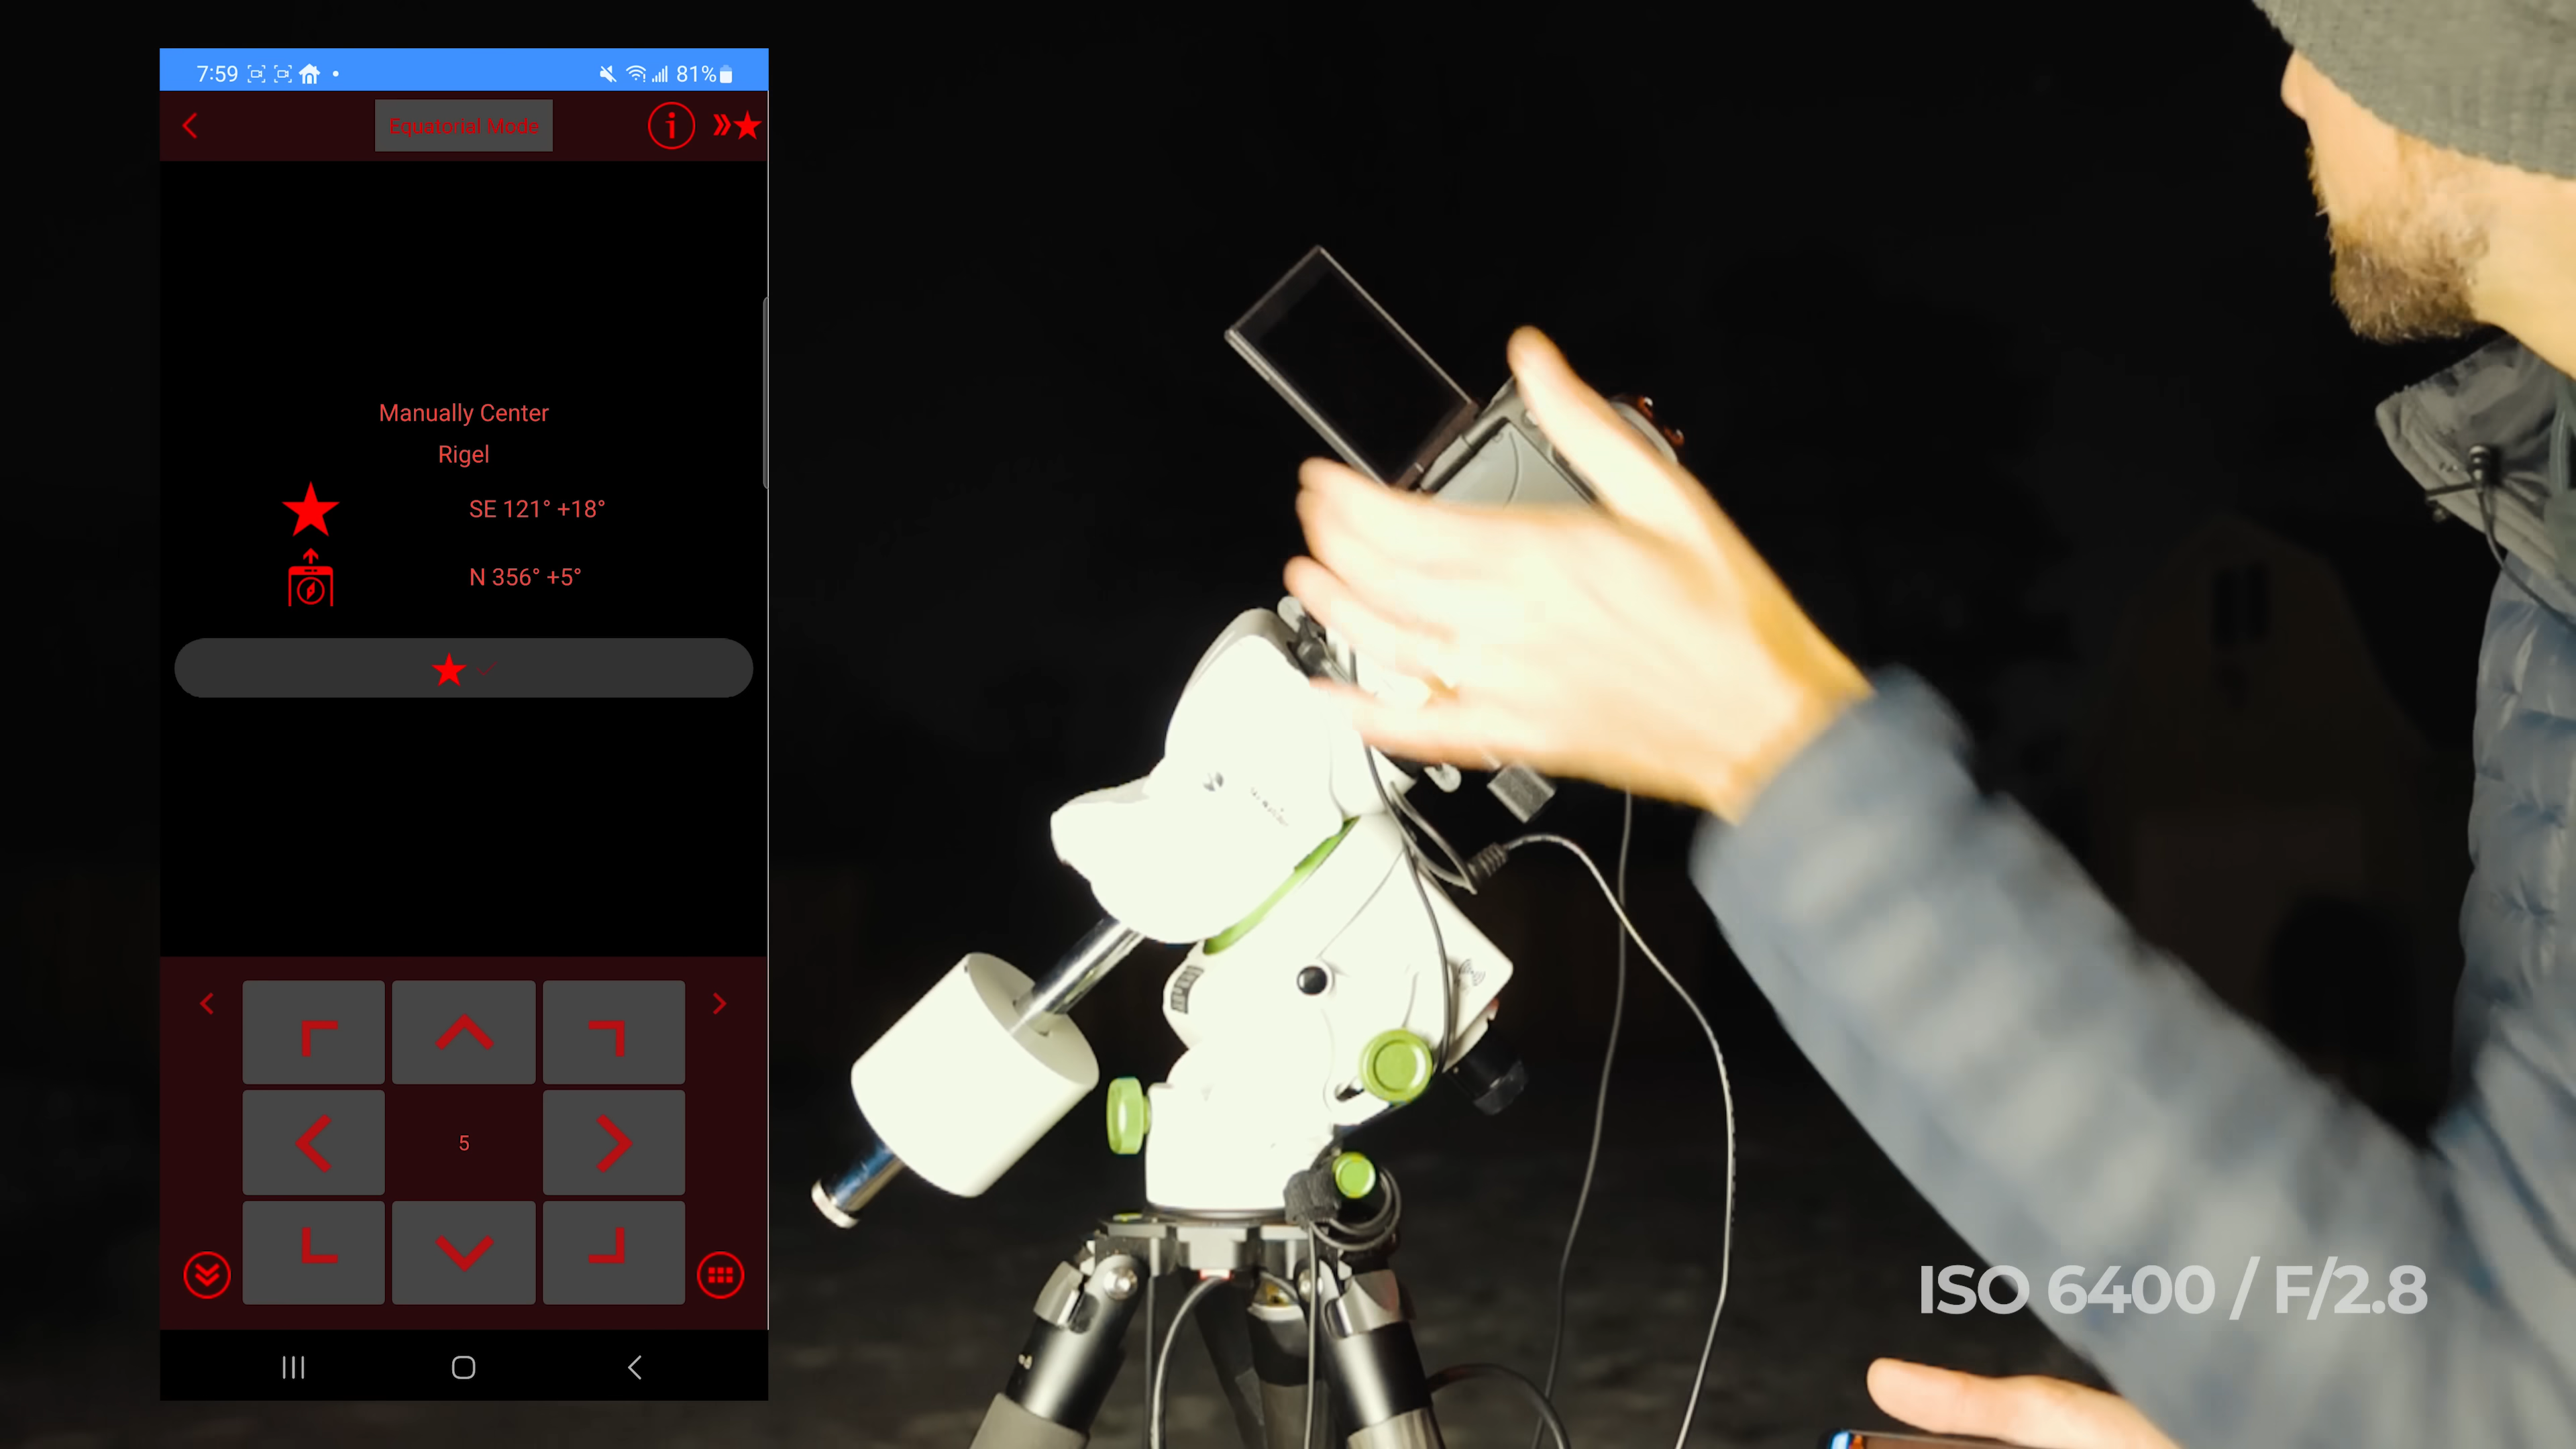 7:59
81%
Equatorial Mode
Manually Center
Rigel
SE 121° +18°
N 356° +5°
5
ISO 6400 / F/2.8